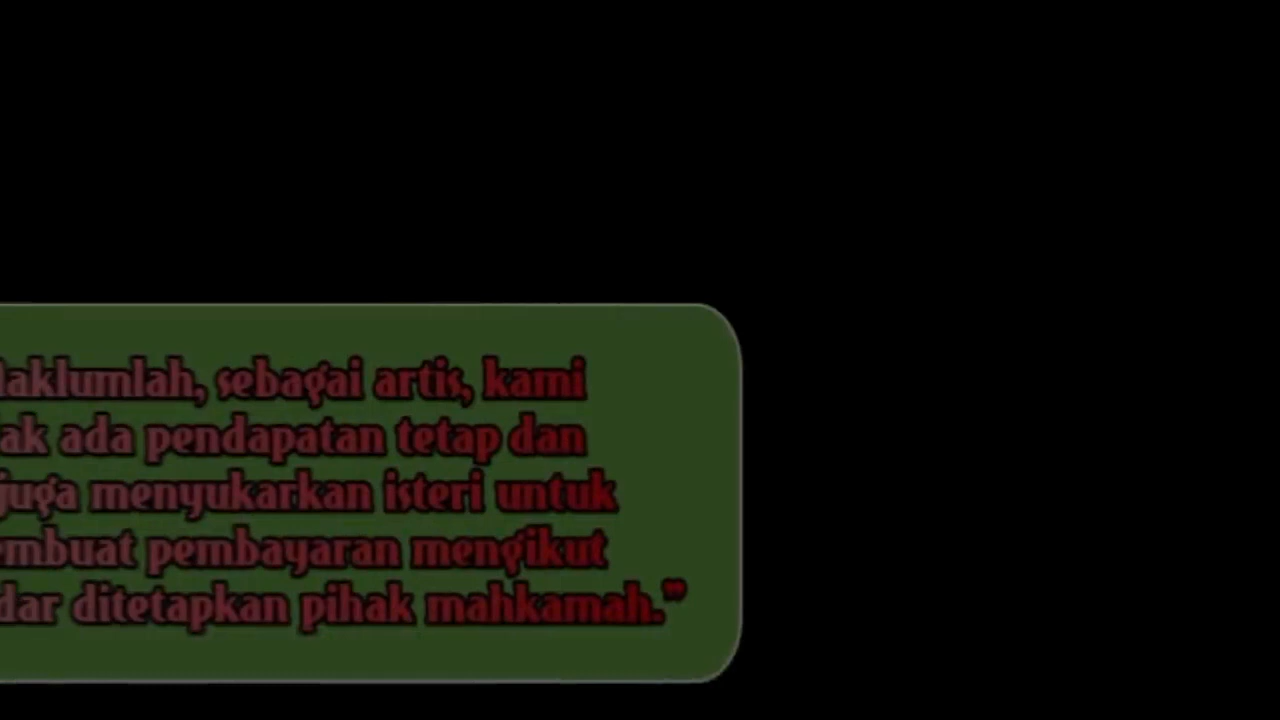 laklumlah, sebagai artis, kami
ak ada pendapatan tetap dan
juga menyukarkan isteri untuk
embuat pembayaran mengikut
dar ditetapkan pihak mahkamah.”